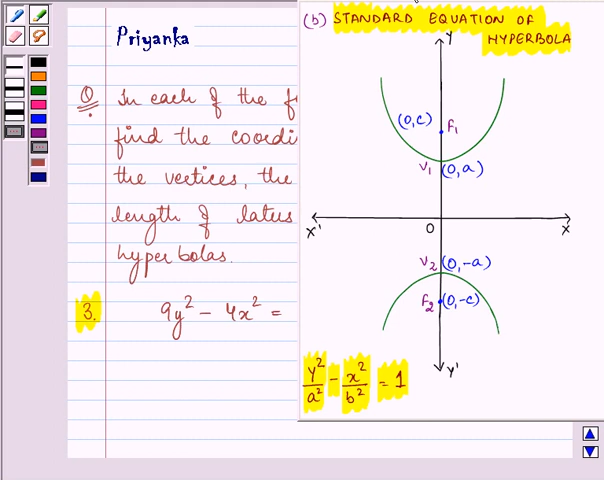 Priyanka
Q. In each of the f
find the coordi
the vertices, the
length of latus
hyperbolas.
3. 9y² - 4x² =
(b) STANDARD EQUATION OF
HYPERBOLA
Y
(0,c) F₁
V₁ (0,a)
X' O X
V₂ (0,-a)
F₂ (0,-c)
Y'
y²/a² - x²/b² = 1